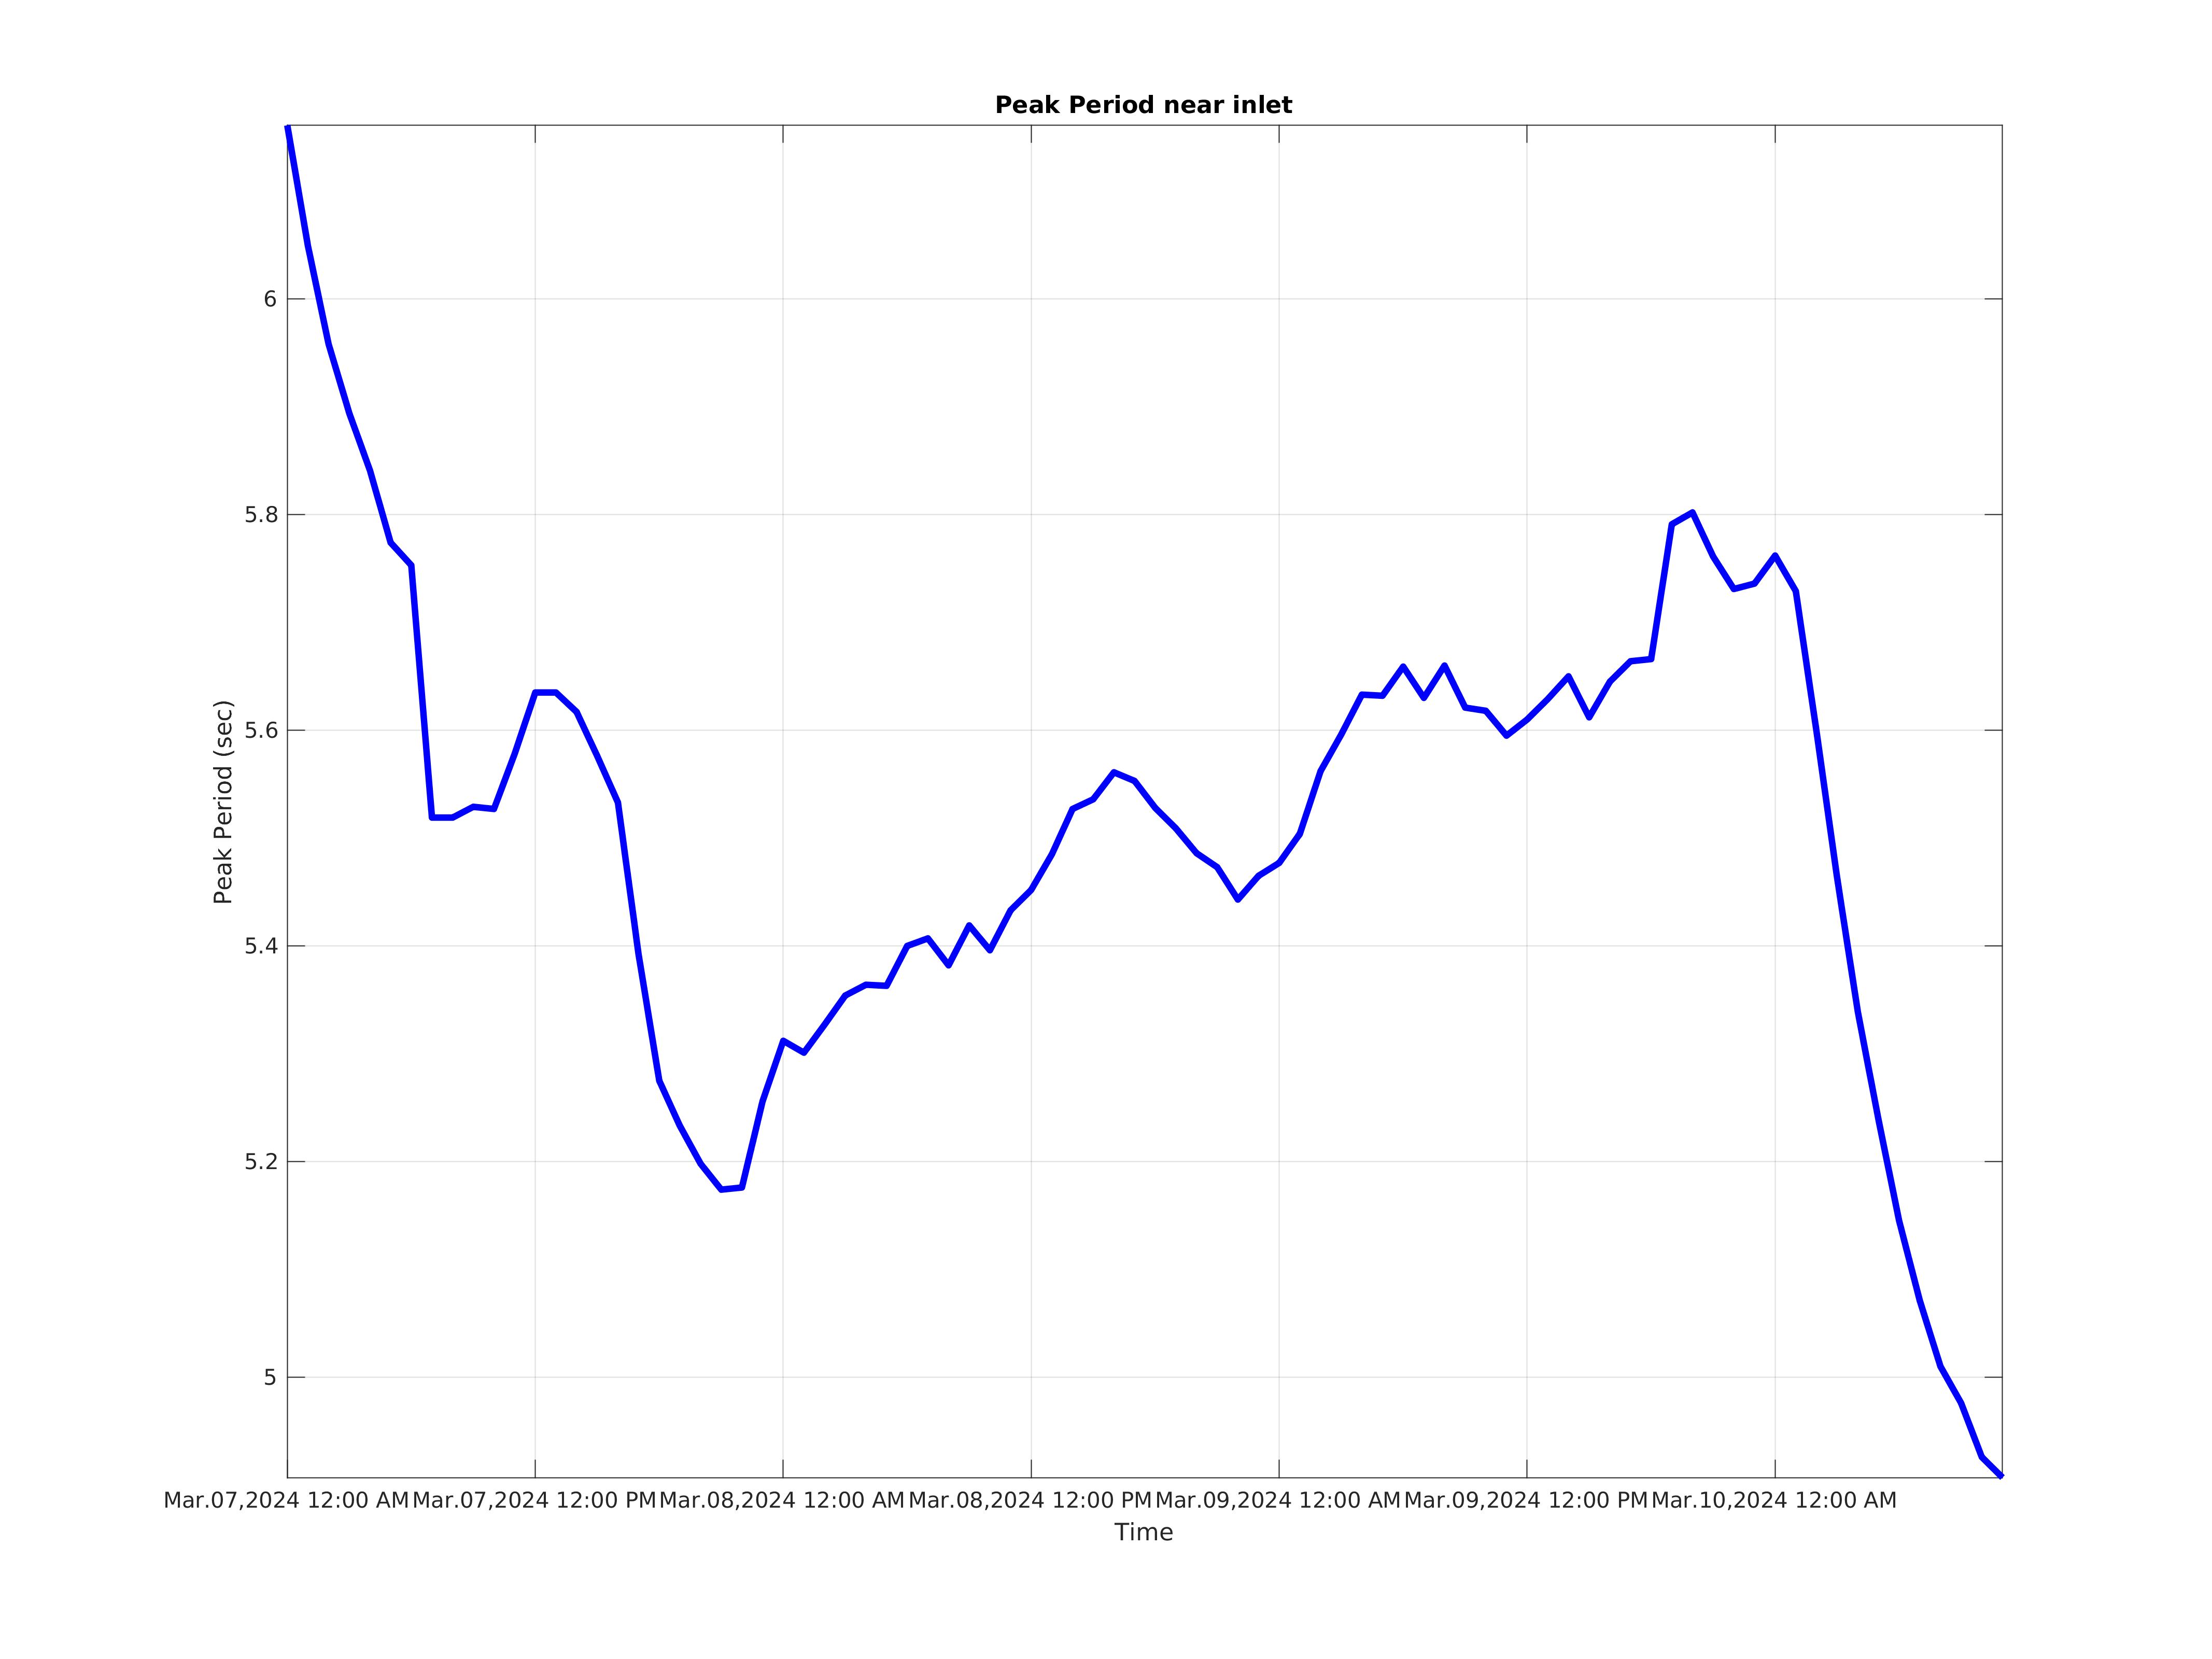 Peak Period near inlet
Peak Period (sec)
6
5.8
5.6
5.4
5.2
5
Mar.07,2024 12:00 AM Mar.07,2024 12:00 PM Mar.08,2024 12:00 AM Mar.08,2024 12:00 PM Mar.09,2024 12:00 AM Mar.09,2024 12:00 PM Mar.10,2024 12:00 AM
Time